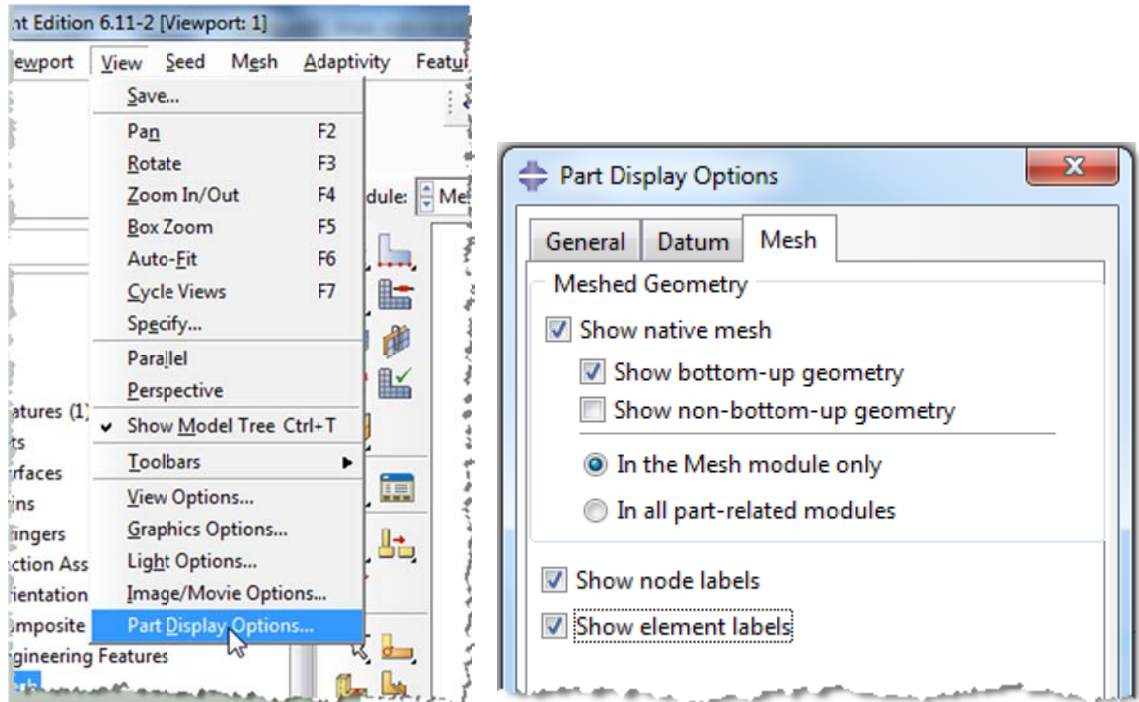 nt Edition 6.11-2 [Viewport: 1]
ewport View Seed Mesh Adaptivity Featu
Save...
Pan F2
Rotate F3
Zoom In/Out F4
Box Zoom F5
Auto-Fit F6
Cycle Views F7
Specify...
Parallel
Perspective
Show Model Tree Ctrl+T
Toolbars
View Options...
Graphics Options...
Light Options...
Image/Movie Options...
Part Display Options...
dule: Me
atures (1)
ts
rfaces
ins
ringers
ction Ass
ientation
mposite
gineering Features
Part Display Options
General Datum Mesh
Meshed Geometry
Show native mesh
Show bottom-up geometry
Show non-bottom-up geometry
In the Mesh module only
In all part-related modules
Show node labels
Show element labels